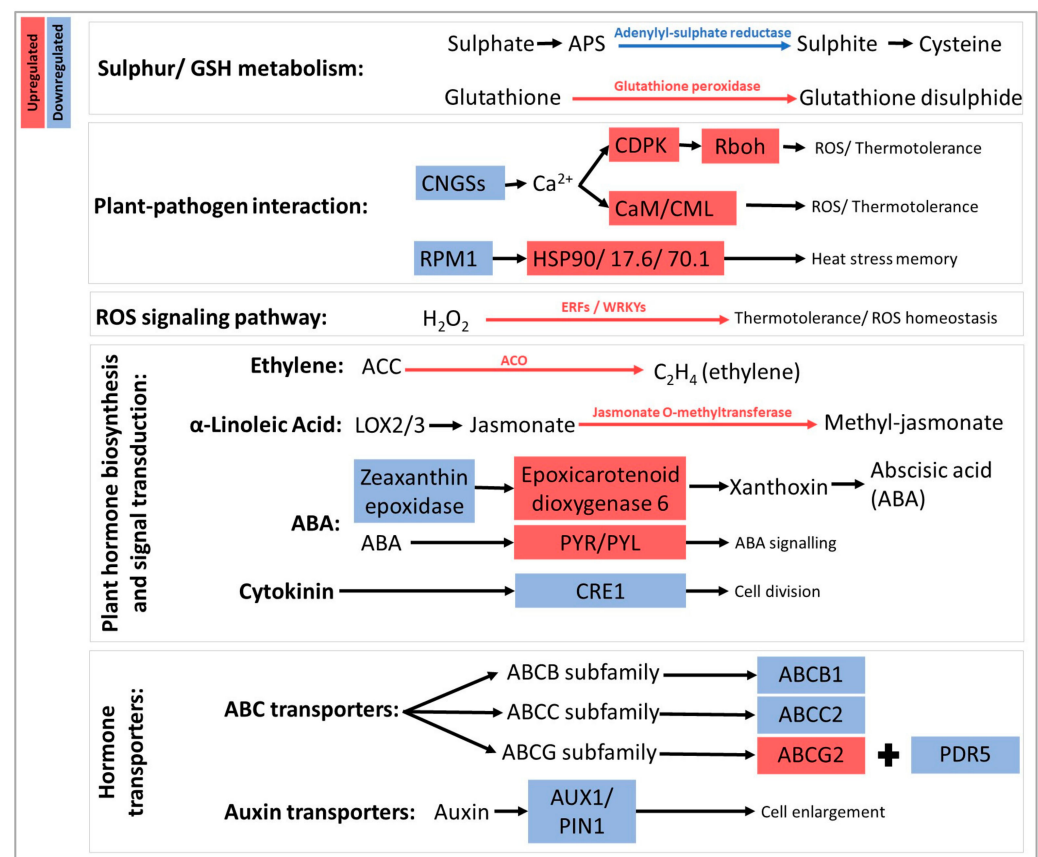 Upregulated
Downregulated
Sulphur/ GSH metabolism:
Sulphate
APS
Adenylyl-sulphate reductase
Sulphite
Cysteine
Glutathione
Glutathione peroxidase
Glutathione disulphide
Plant-pathogen interaction:
CNGSs
Ca²⁺
CDPK
Rboh
ROS/ Thermotolerance
CaM/CML
ROS/ Thermotolerance
RPM1
HSP90/ 17.6/ 70.1
Heat stress memory
ROS signaling pathway:
H₂O₂
ERFs / WRKYs
Thermotolerance/ ROS homeostasis
Plant hormone biosynthesis
and signal transduction:
Ethylene:
ACC
ACO
C₂H₄ (ethylene)
α-Linoleic Acid:
LOX2/3
Jasmonate
Jasmonate O-methyltransferase
Methyl-jasmonate
ABA:
Zeaxanthin
epoxidase
Epoxicarotenoid
dioxygenase 6
Xanthoxin
Abscisic acid
(ABA)
ABA
PYR/PYL
ABA signalling
Cytokinin
CRE1
Cell division
Hormone
transporters:
ABC transporters:
ABCB subfamily
ABCB1
ABCC subfamily
ABCC2
ABCG subfamily
ABCG2
+
PDR5
Auxin transporters:
Auxin
AUX1/
PIN1
Cell enlargement